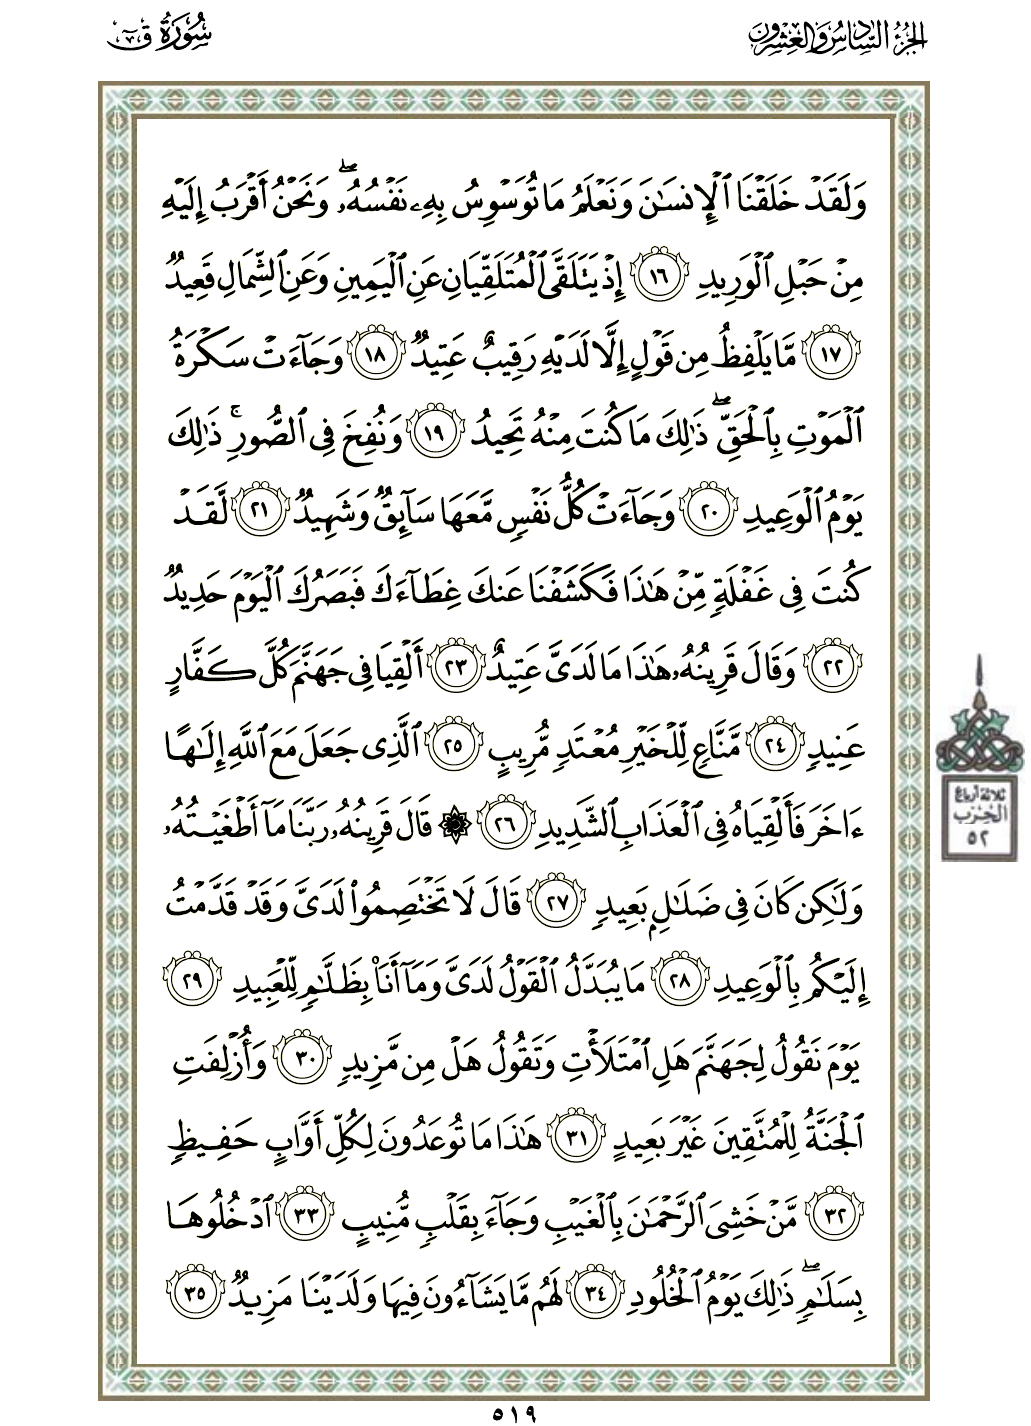 الجزء السادس والعشرون
سورة ق
وَلَقَدۡ خَلَقۡنَا ٱلۡإِنسَٰنَ وَنَعۡلَمُ مَا تُوَسۡوِسُ بِهِۦ نَفۡسُهُۥۖ وَنَحۡنُ أَقۡرَبُ إِلَيۡهِ
مِنۡ حَبۡلِ ٱلۡوَرِيدِ ١٦ إِذۡ يَتَلَقَّى ٱلۡمُتَلَقِّيَانِ عَنِ ٱلۡيَمِينِ وَعَنِ ٱلشِّمَالِ قَعِيدٞ
١٧ مَّا يَلۡفِظُ مِن قَوۡلٍ إِلَّا لَدَيۡهِ رَقِيبٌ عَتِيدٞ ١٨ وَجَآءَتۡ سَكۡرَةُ
ٱلۡمَوۡتِ بِٱلۡحَقِّۖ ذَٰلِكَ مَا كُنتَ مِنۡهُ تَحِيدُ ١٩ وَنُفِخَ فِي ٱلصُّورِۚ ذَٰلِكَ
يَوۡمُ ٱلۡوَعِيدِ ٢٠ وَجَآءَتۡ كُلُّ نَفۡسٖ مَّعَهَا سَآئِقٞ وَشَهِيدٞ ٢١ لَّقَدۡ
كُنتَ فِي غَفۡلَةٖ مِّنۡ هَٰذَا فَكَشَفۡنَا عَنكَ غِطَآءَكَ فَبَصَرُكَ ٱلۡيَوۡمَ حَدِيدٞ
٢٢ وَقَالَ قَرِينُهُۥ هَٰذَا مَا لَدَيَّ عَتِيدٌ ٢٣ أَلۡقِيَا فِي جَهَنَّمَ كُلَّ كَفَّارٍ
عَنِيدٖ ٢٤ مَّنَّاعٖ لِّلۡخَيۡرِ مُعۡتَدٖ مُّرِيبٍ ٢٥ ٱلَّذِي جَعَلَ مَعَ ٱللَّهِ إِلَٰهًا
ءَاخَرَ فَأَلۡقِيَاهُ فِي ٱلۡعَذَابِ ٱلشَّدِيدِ ٢٦ ۞ قَالَ قَرِينُهُۥ رَبَّنَا مَآ أَطۡغَيۡتُهُۥ
وَلَٰكِن كَانَ فِي ضَلَٰلِۭ بَعِيدٖ ٢٧ قَالَ لَا تَخۡتَصِمُواْ لَدَيَّ وَقَدۡ قَدَّمۡتُ
إِلَيۡكُم بِٱلۡوَعِيدِ ٢٨ مَا يُبَدَّلُ ٱلۡقَوۡلُ لَدَيَّ وَمَآ أَنَا۠ بِظَلَّٰمٖ لِّلۡعَبِيدِ ٢٩
يَوۡمَ نَقُولُ لِجَهَنَّمَ هَلِ ٱمۡتَلَأۡتِ وَتَقُولُ هَلۡ مِن مَّزِيدٖ ٣٠ وَأُزۡلِفَتِ
ٱلۡجَنَّةُ لِلۡمُتَّقِينَ غَيۡرَ بَعِيدٍ ٣١ هَٰذَا مَا تُوعَدُونَ لِكُلِّ أَوَّابٍ حَفِيظٖ
٣٢ مَّنۡ خَشِيَ ٱلرَّحۡمَٰنَ بِٱلۡغَيۡبِ وَجَآءَ بِقَلۡبٖ مُّنِيبٍ ٣٣ ٱدۡخُلُوهَا
بِسَلَٰمٖۖ ذَٰلِكَ يَوۡمُ ٱلۡخُلُودِ ٣٤ لَهُم مَّا يَشَآءُونَ فِيهَا وَلَدَيۡنَا مَزِيدٞ ٣٥
ثلاثة أرباع
الحزب
٥٢
٥١٩